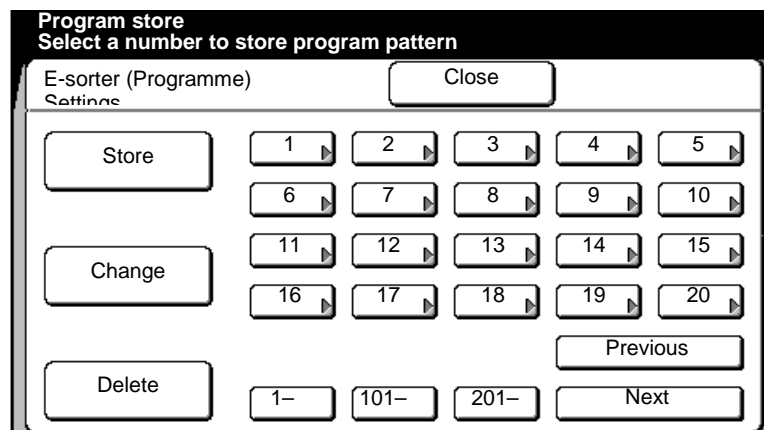 Program store
Select a number to store program pattern
E-sorter (Programme) Close
Settings
Store 1 2 3 4 5
6 7 8 9 10
Change 11 12 13 14 15
16 17 18 19 20
Previous
Delete 1– 101– 201– Next